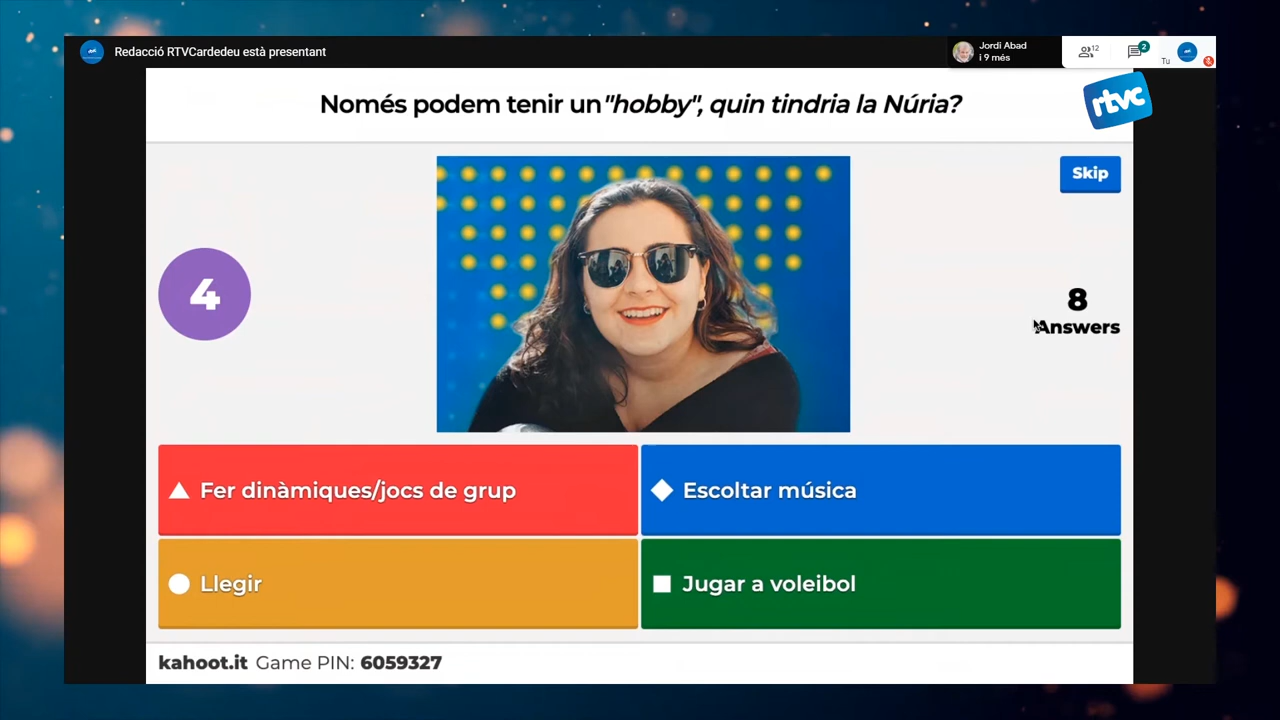 Redacció RTVCardedeu està presentant
Jordi Abad
i 9 més
12
2
Tu
rtvc
Només podem tenir un "hobby", quin tindria la Núria?
Skip
4
8
Answers
Fer dinàmiques/jocs de grup
Escoltar música
Llegir
Jugar a voleibol
kahoot.it Game PIN: 6059327